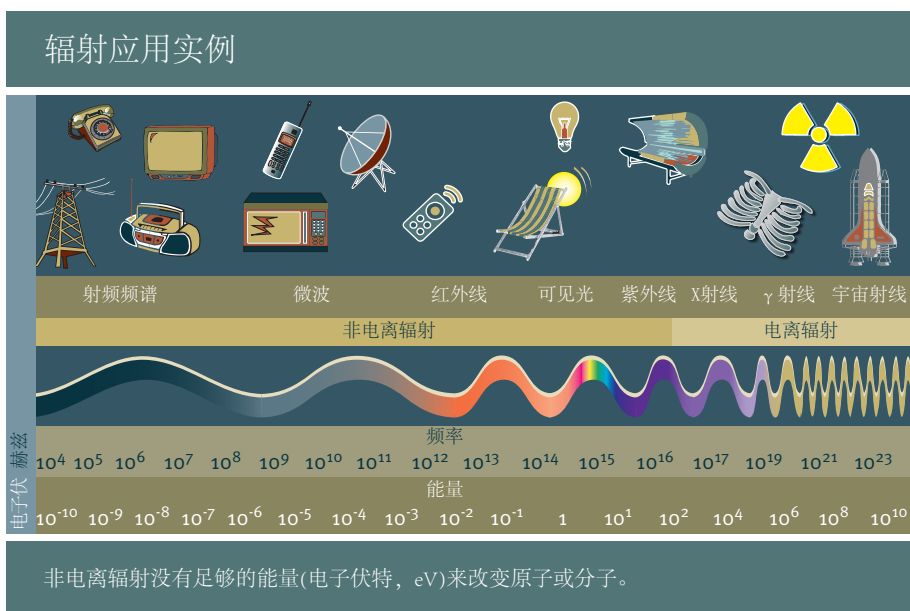 辐射应用实例
射频频谱 微波 红外线 可见光 紫外线 X射线 γ 射线 宇宙射线
非电离辐射 电离辐射
频率
赫兹 10⁴ 10⁵ 10⁶ 10⁷ 10⁸ 10⁹ 10¹⁰ 10¹¹ 10¹² 10¹³ 10¹⁴ 10¹⁵ 10¹⁶ 10¹⁷ 10¹⁹ 10²¹ 10²³
能量
电子伏 10⁻¹⁰ 10⁻⁹ 10⁻⁸ 10⁻⁷ 10⁻⁶ 10⁻⁵ 10⁻⁴ 10⁻³ 10⁻² 10⁻¹ 1 10¹ 10² 10⁴ 10⁶ 10⁸ 10¹⁰
非电离辐射没有足够的能量(电子伏特，eV)来改变原子或分子。